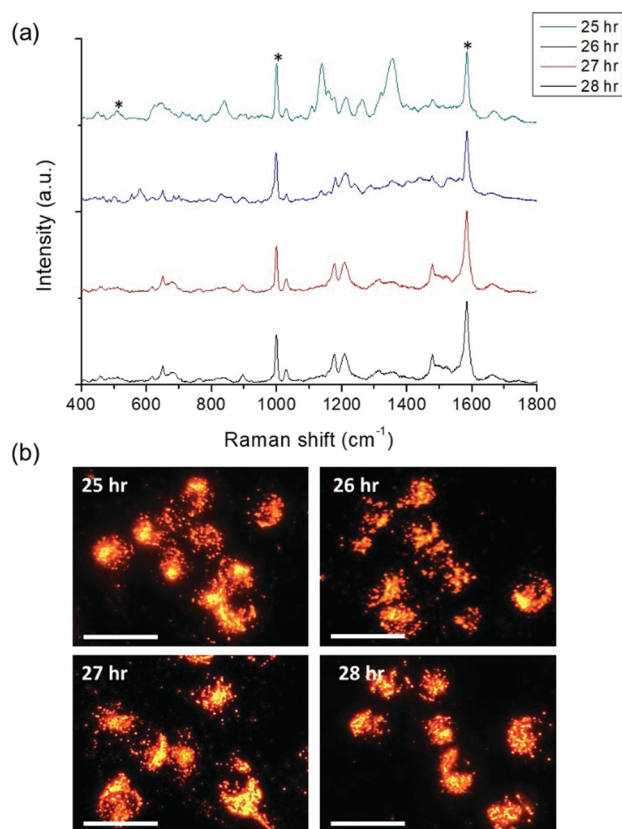 (a)
25 hr
26 hr
27 hr
28 hr
*
*
*
Intensity (a.u.)
400 600 800 1000 1200 1400 1600 1800
Raman shift (cm⁻¹)
(b)
25 hr
26 hr
27 hr
28 hr